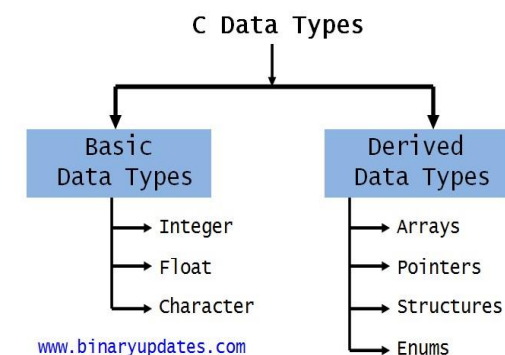 C Data Types
Basic
Data Types
Integer
Float
Character
Derived
Data Types
Arrays
Pointers
Structures
Enums
www.binaryupdates.com